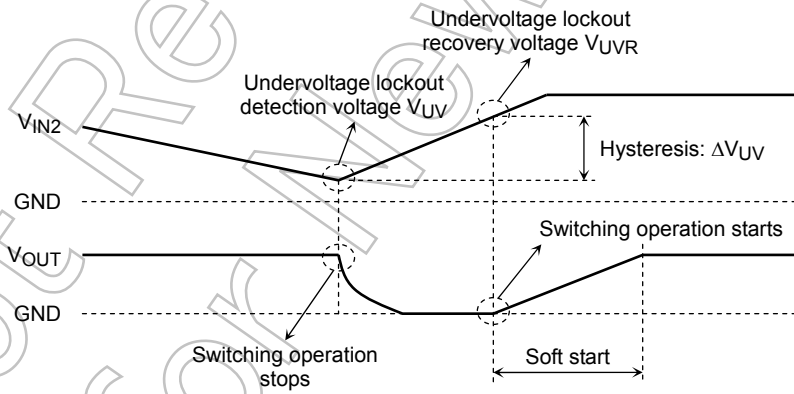 Undervoltage lockout
recovery voltage VUVR
Undervoltage lockout
detection voltage VUV
VIN2
Hysteresis: ΔVUV
GND
Switching operation starts
VOUT
GND
Switching operation
stops
Soft start